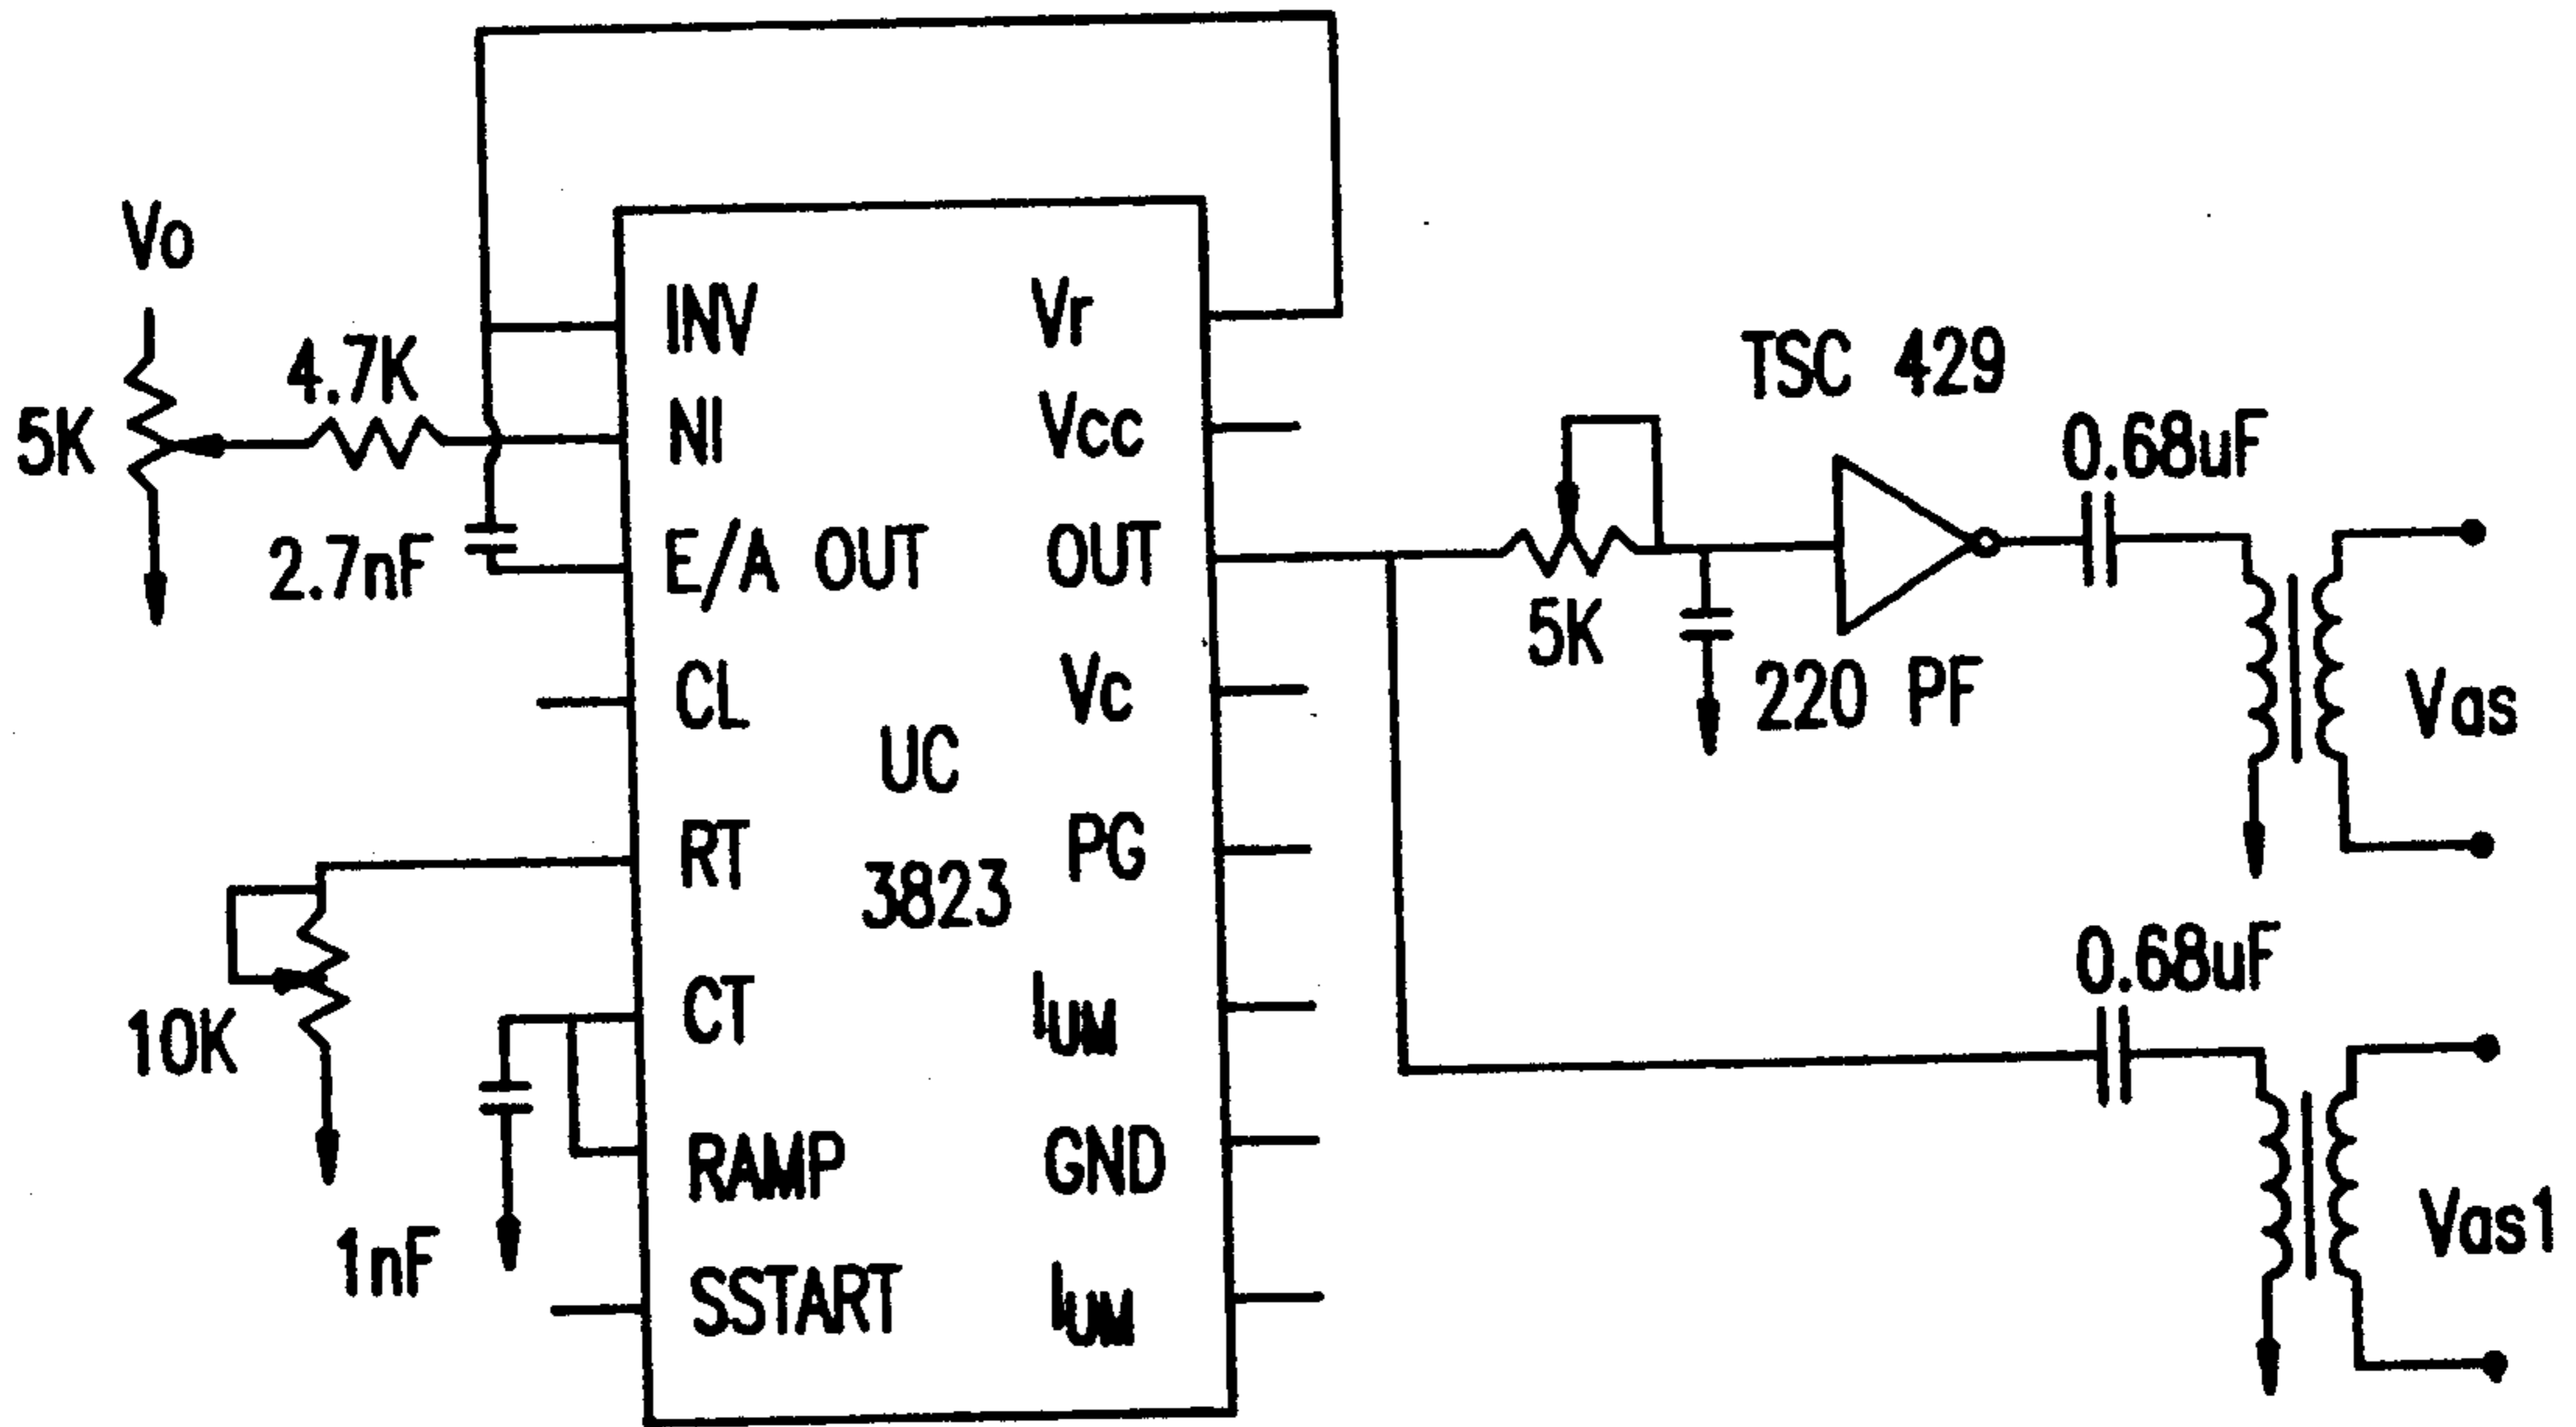 Vo
5K
4.7K
2.7nF
10K
1nF
INV
NI
E/A OUT
CL
RT
CT
RAMP
SSTART
UC
3823
Vr
Vcc
OUT
Vc
PG
IUM
GND
IUM
5K
220 PF
TSC 429
0.68uF
Vas
0.68uF
Vas1